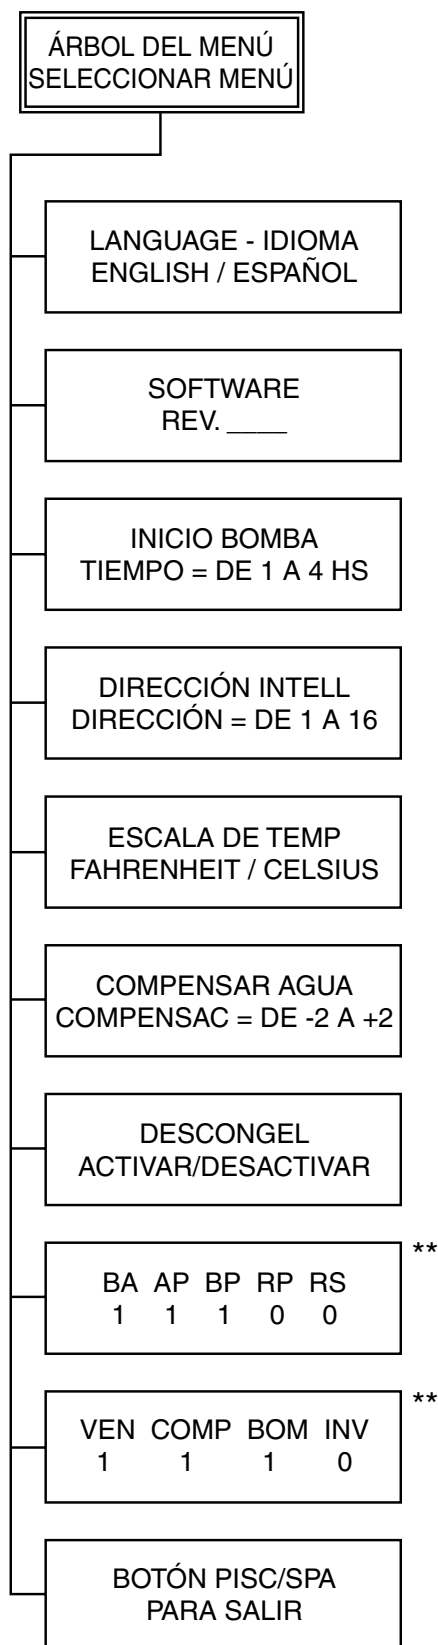 ÁRBOL DEL MENÚ
SELECCIONAR MENÚ
LANGUAGE - IDIOMA
ENGLISH / ESPAÑOL
SOFTWARE
REV. ____
INICIO BOMBA
TIEMPO = DE 1 A 4 HS
DIRECCIÓN INTELL
DIRECCIÓN = DE 1 A 16
ESCALA DE TEMP
FAHRENHEIT / CELSIUS
COMPENSAR AGUA
COMPENSAC = DE -2 A +2
DESCONGEL
ACTIVAR/DESACTIVAR
**
BA AP BP RP RS
1 1 1 0 0
**
VEN COMP BOM INV
1 1 1 0
BOTÓN PISC/SPA
PARA SALIR